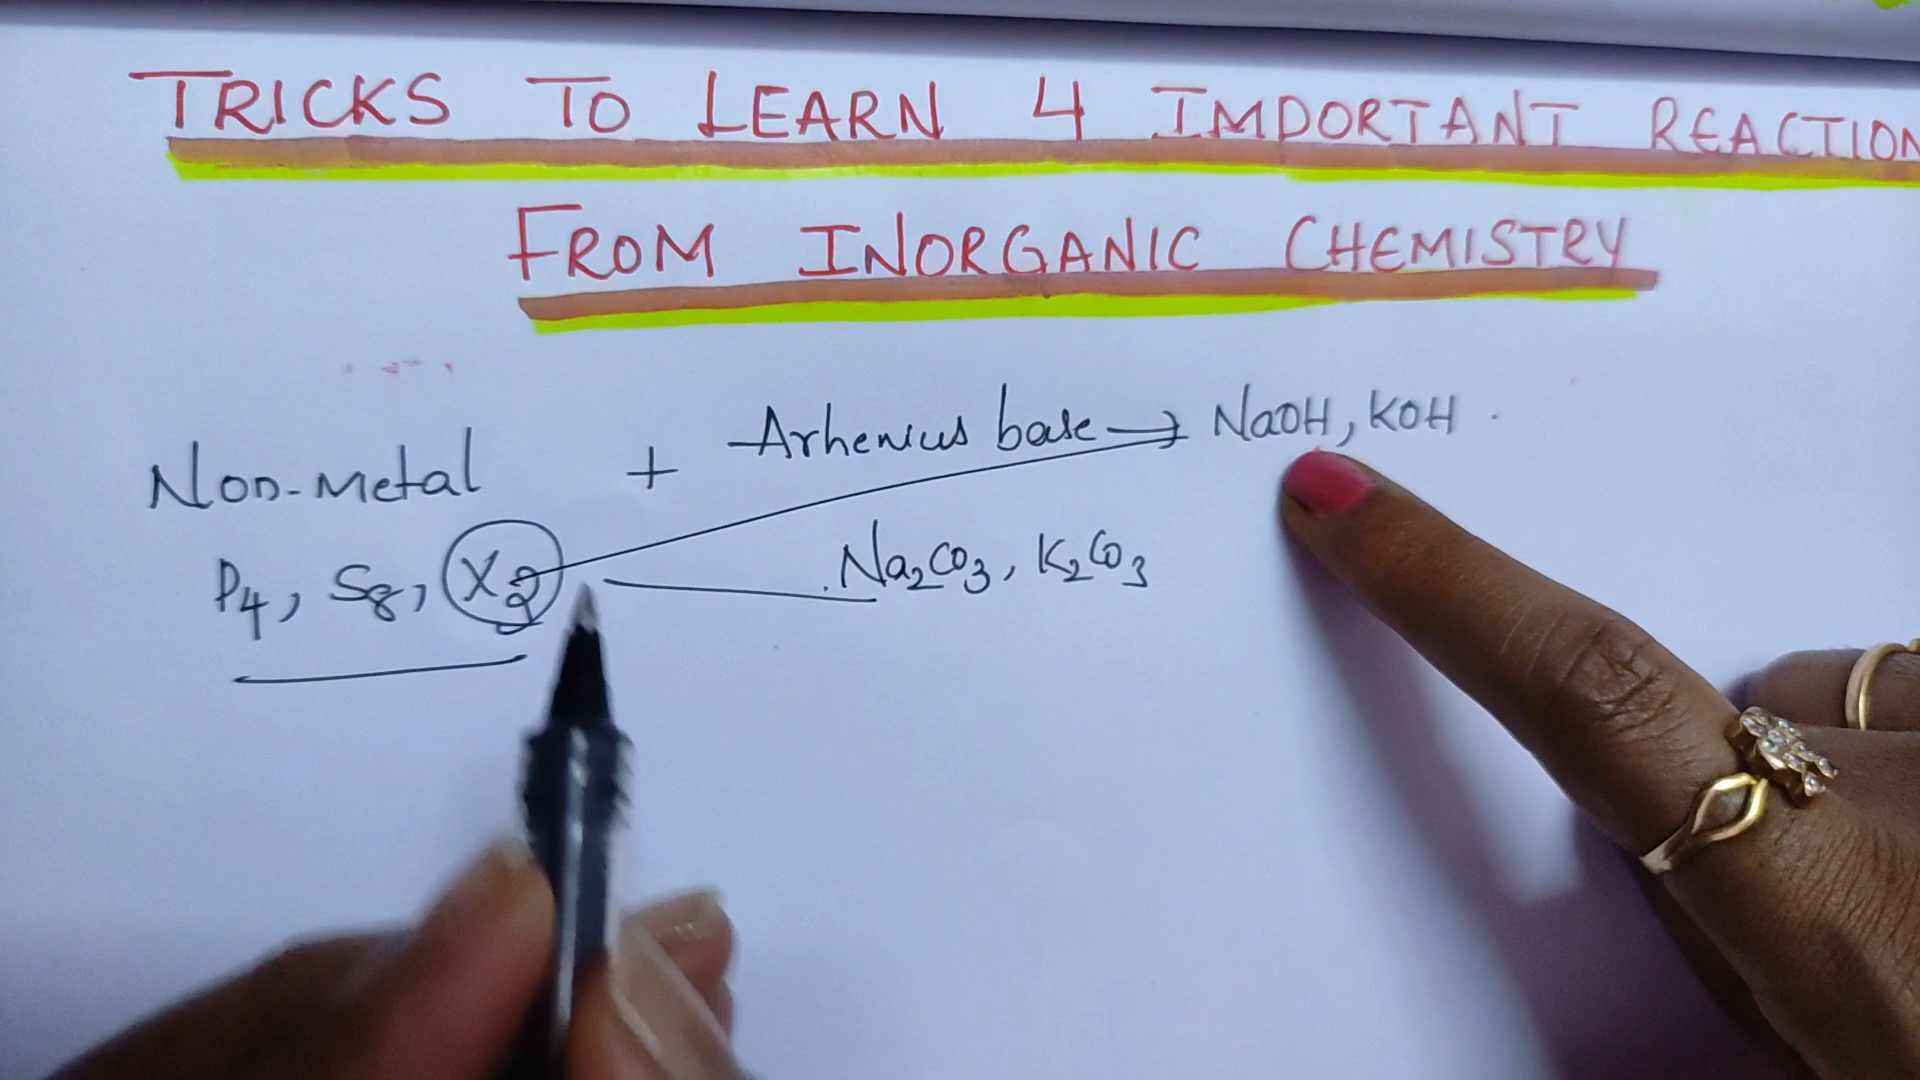 TRICKS TO LEARN 4 IMPORTANT REACTION
FROM INORGANIC CHEMISTRY
Non-metal + Arhenius base → NaOH, KOH.
P4, S8, X2 Na2CO3, K2CO3